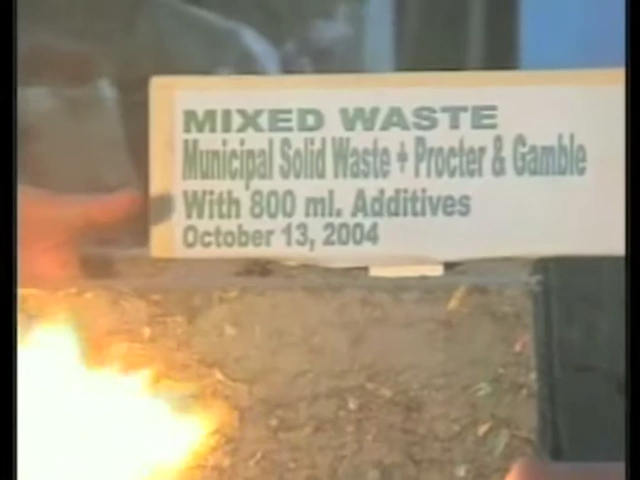 MIXED WASTE
Municipal Solid Waste + Procter & Gamble
With 800 ml. Additives
October 13, 2004